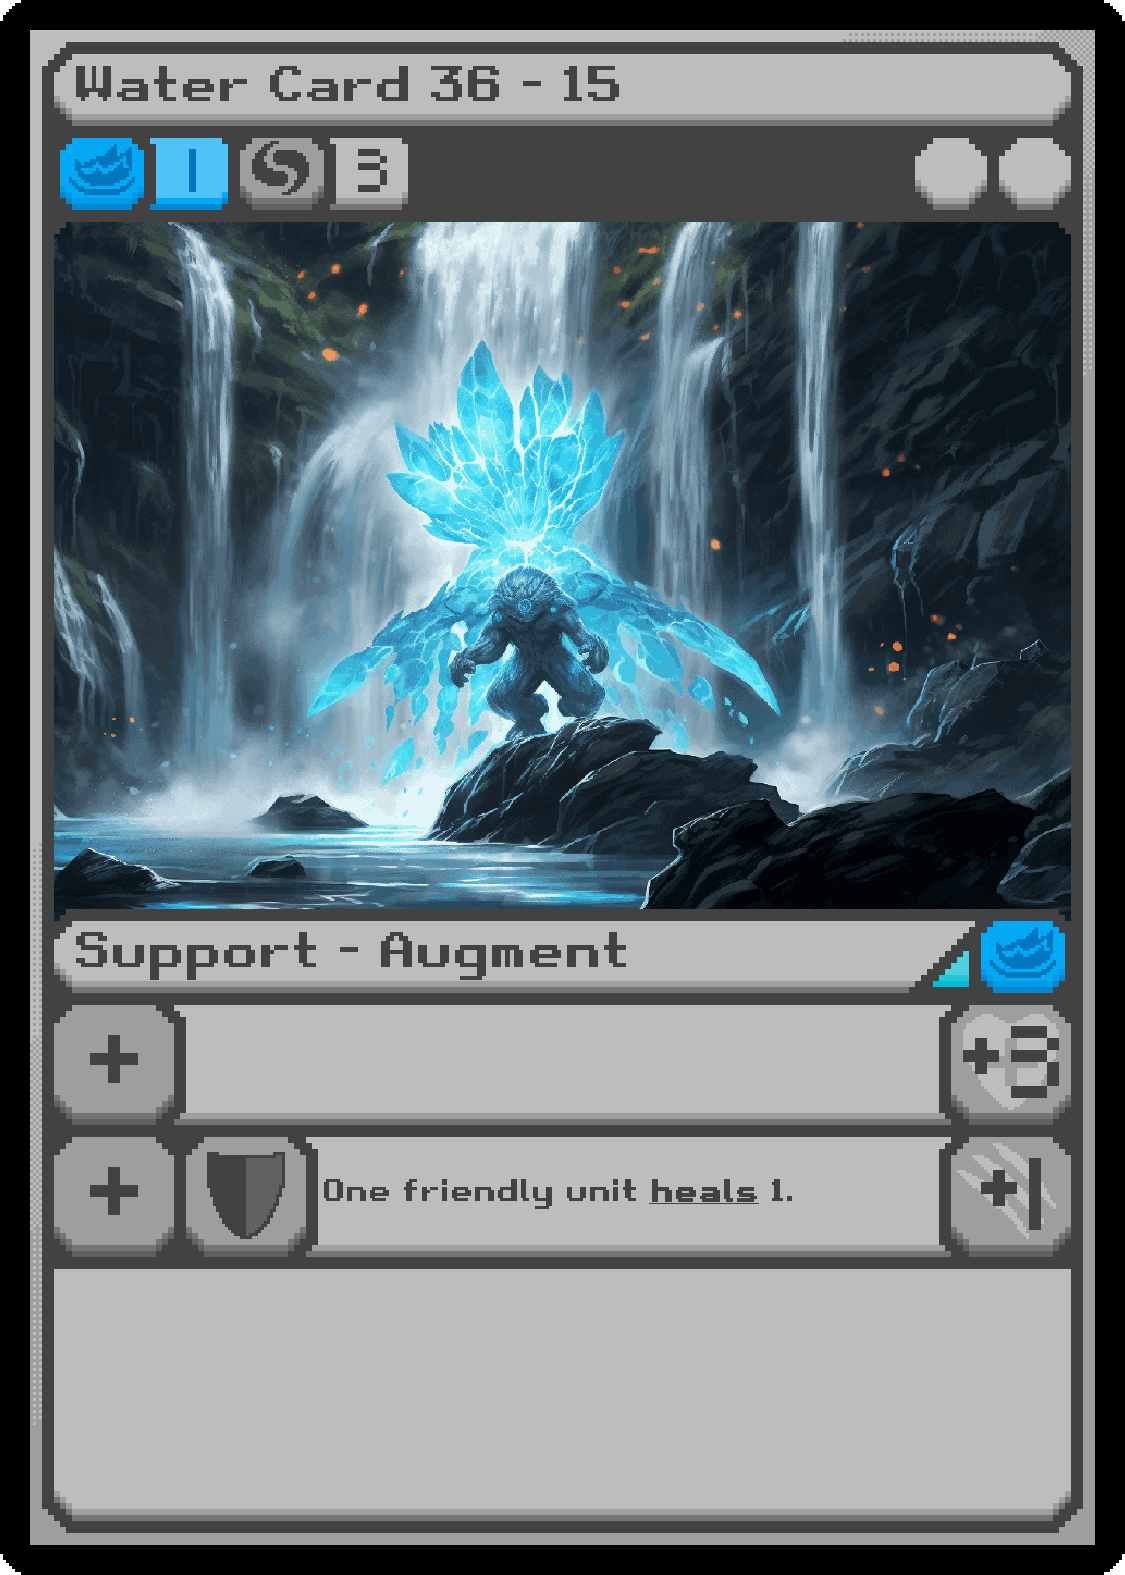 Water Card 36 - 15
1 3
Support - Augment
+ +3
+ One friendly unit heals 1. +1